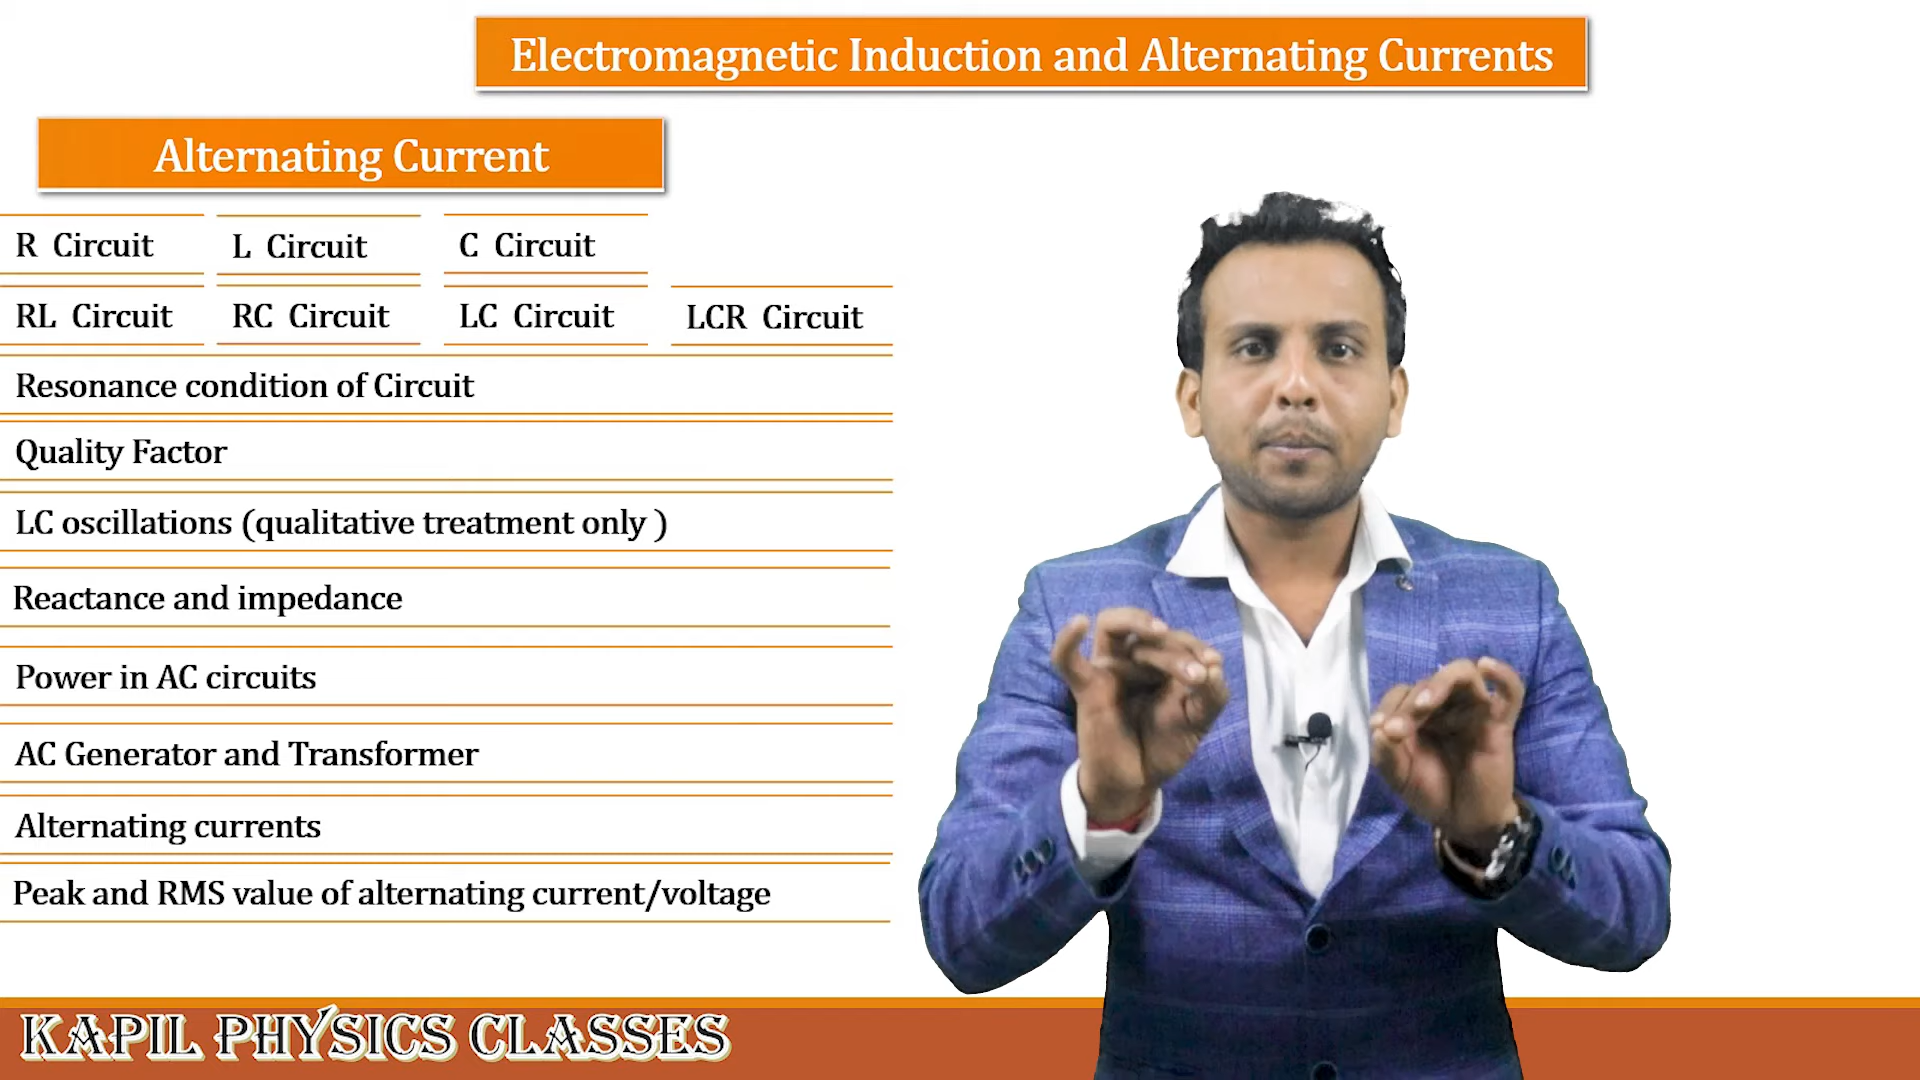 Electromagnetic Induction and Alternating Currents
Alternating Current
R Circuit
L Circuit
C Circuit
RL Circuit
RC Circuit
LC Circuit
LCR Circuit
Resonance condition of Circuit
Quality Factor
LC oscillations (qualitative treatment only )
Reactance and impedance
Power in AC circuits
AC Generator and Transformer
Alternating currents
Peak and RMS value of alternating current/voltage
KAPIL PHYSICS CLASSES